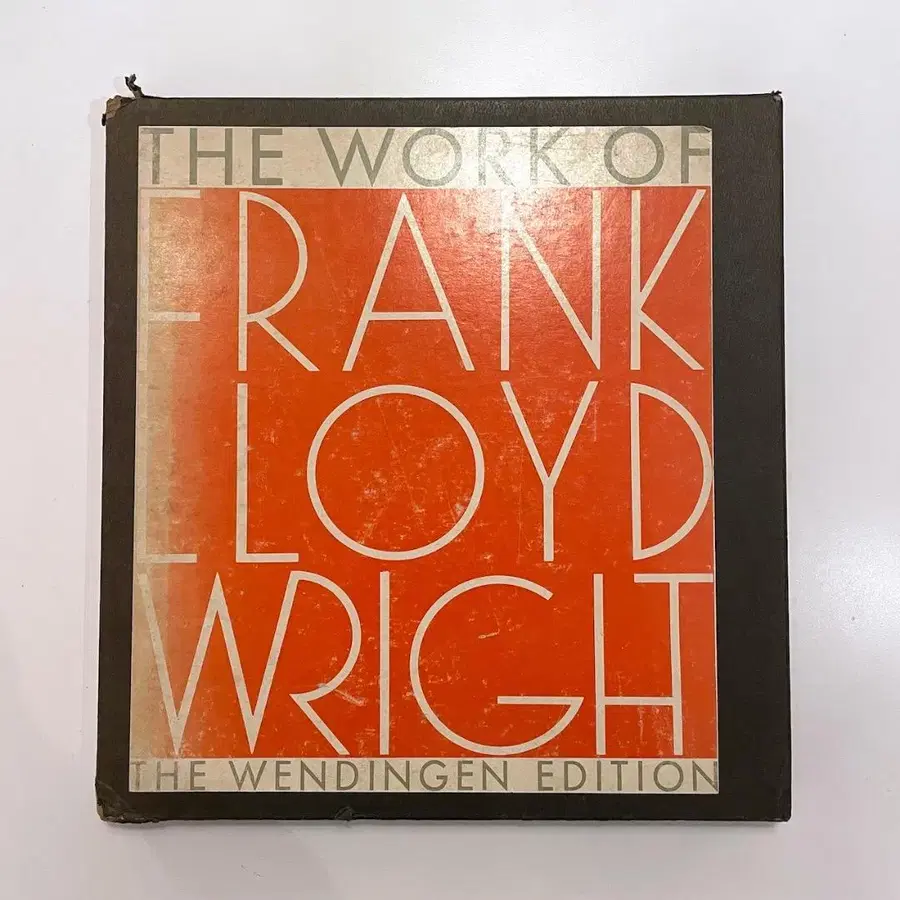 THE WORK OF
FRANK
LLOYD
WRIGHT
THE WENDINGEN EDITION